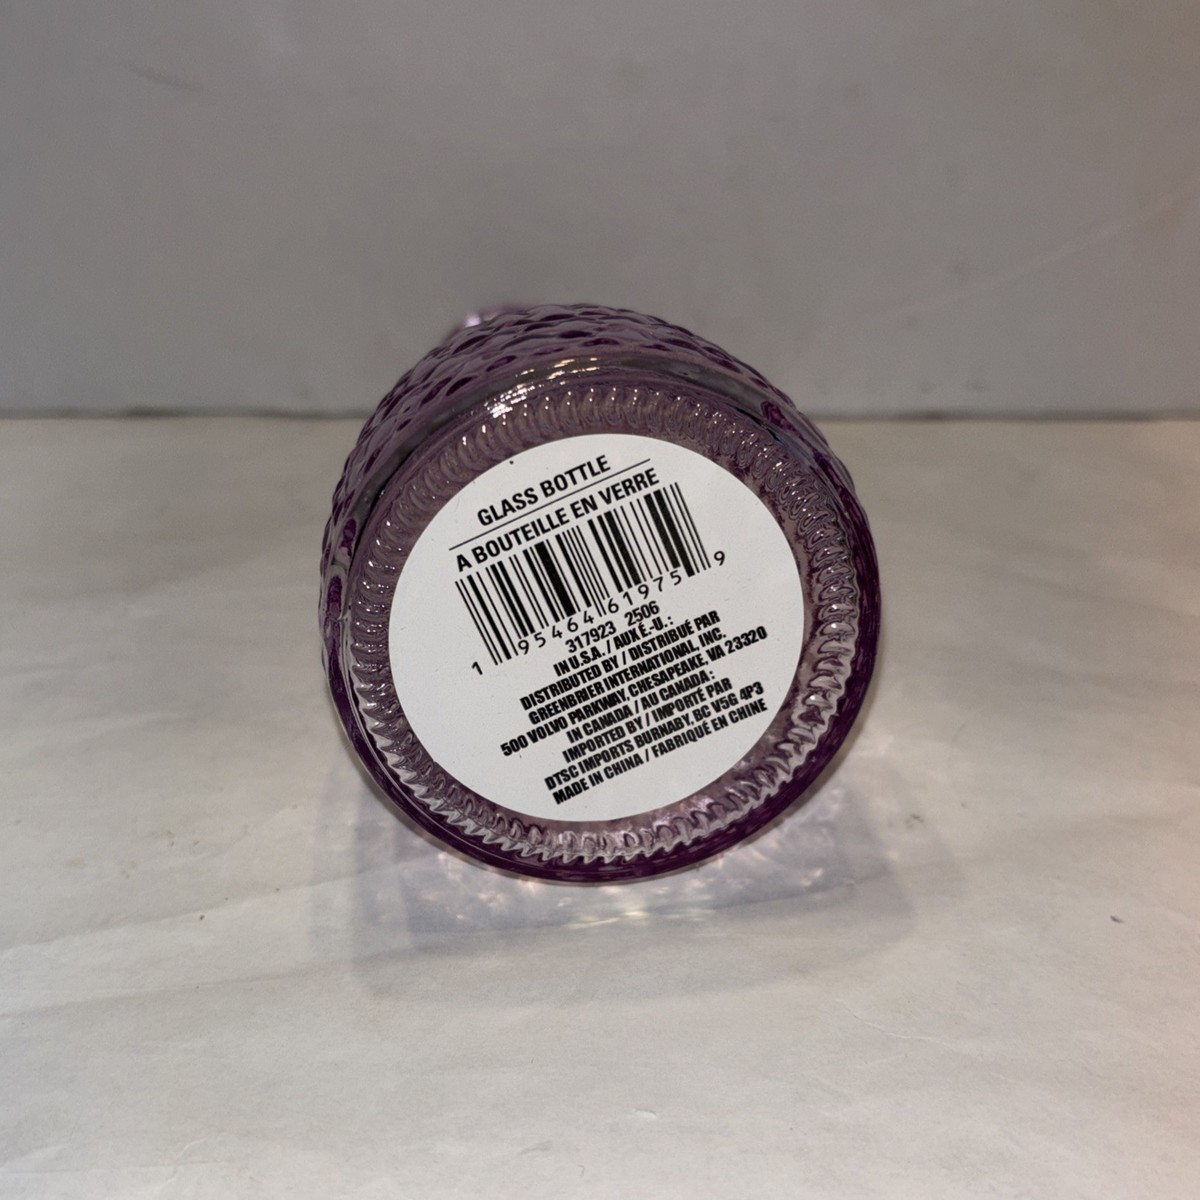 GLASS BOTTLE
A BOUTEILLE EN VERRE
1 95464 61975 9
317923 2506
IN U.S.A. / AUX É.-U.:
DISTRIBUTED BY / DISTRIBUÉ PAR
GREENBRIER INTERNATIONAL, INC.
500 VOLVO PARKWAY, CHESAPEAKE, VA 23320
IN CANADA / AU CANADA:
IMPORTED BY / IMPORTÉ PAR
DTSC IMPORTS BURNABY, BC V5G 4P3
MADE IN CHINA / FABRIQUÉ EN CHINE